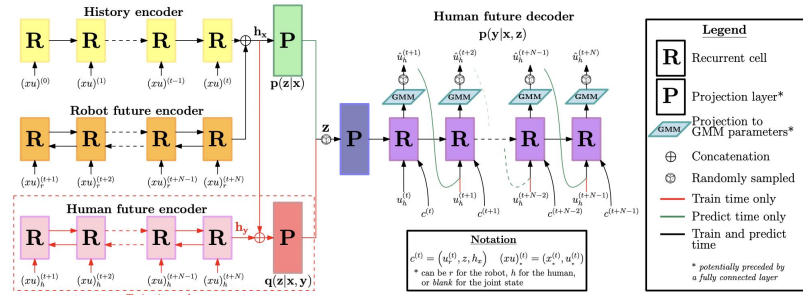 History encoder
R R R R
h_x
P
(xu)^(0) (xu)^(1) (xu)^(t-1) (xu)^(t)
p(z|x)
Robot future encoder
R R R R
(xu)_r^(t+1) (xu)_r^(t+2) (xu)_r^(t+N-1) (xu)_r^(t+N)
Human future encoder
R R R R
h_y
P
(xu)_h^(t+1) (xu)_h^(t+2) (xu)_h^(t+N-1) (xu)_h^(t+N)
q(z|x, y)
z
P
Human future decoder
p(y|x, z)
û_h^(t+1) û_h^(t+2) û_h^(t+N-1) û_h^(t+N)
GMM GMM GMM GMM
R R R R
u_h^(t) u_h^(t+1) u_h^(t+N-2) u_h^(t+N-1)
c^(t) c^(t+1) c^(t+N-2) c^(t+N-1)
Notation
c^(t) = (u_r^(t), z, h_x) (xu)_*^(t) = (x_*^(t), u_*^(t))
* can be r for the robot, h for the human,
or blank for the joint state
Legend
R Recurrent cell
P Projection layer*
GMM Projection to
GMM parameters*
⊕ Concatenation
Randomly sampled
Train time only
Predict time only
Train and predict
time
* potentially preceded by
a fully connected layer